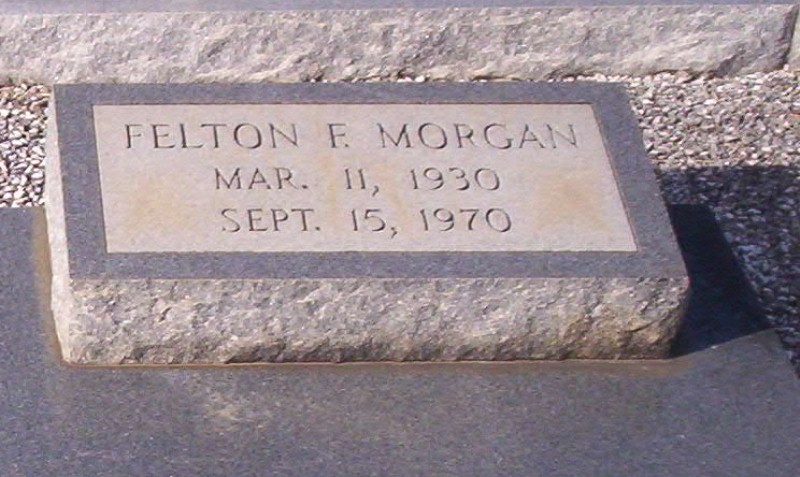 FELTON F. MORGAN
MAR. 11, 1930
SEPT. 15, 1970